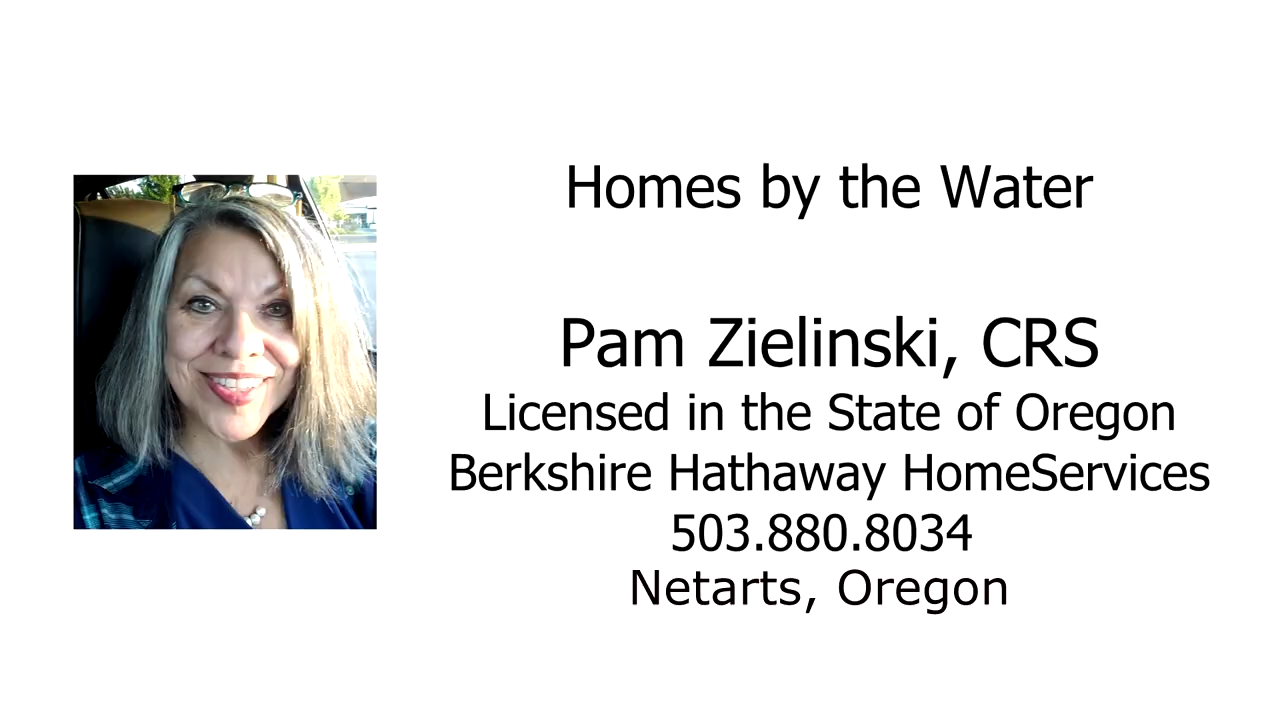 Homes by the Water
Pam Zielinski, CRS
Licensed in the State of Oregon
Berkshire Hathaway HomeServices
503.880.8034
Netarts, Oregon